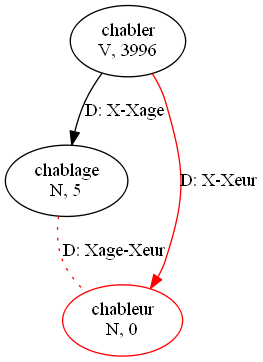 chabler
V, 3996
D: X-Xage
chablage
N, 5
D: X-Xeur
D: Xage-Xeur
chableur
N, 0